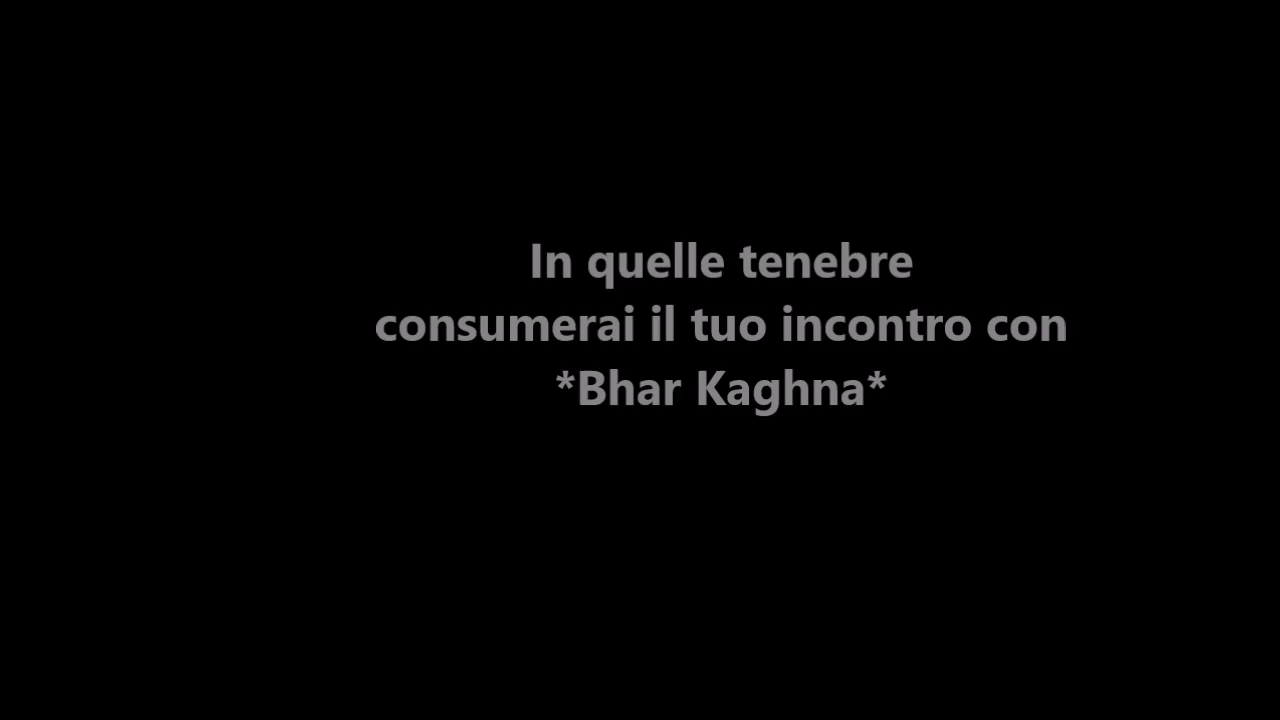 In quelle tenebre
consumerai il tuo incontro con
*Bhar Kaghna*